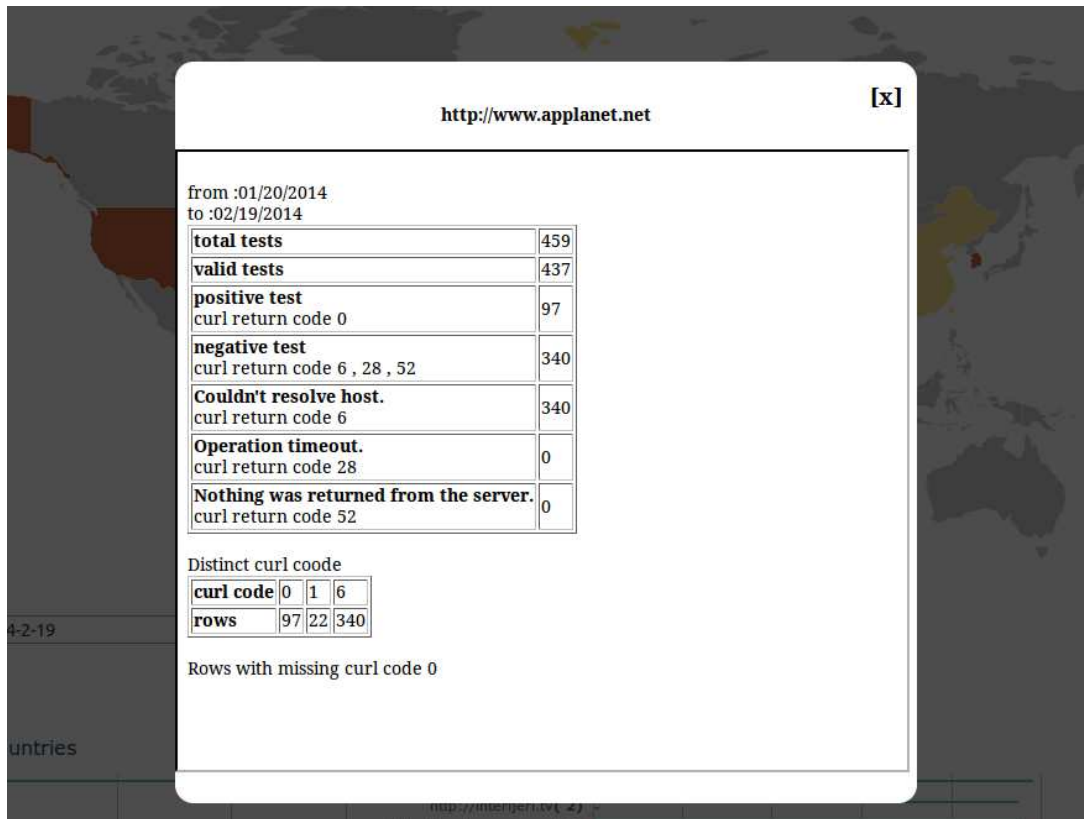 http://www.applanet.net
[x]
from :01/20/2014
to :02/19/2014
total tests 459
valid tests 437
positive test
curl return code 0 97
negative test
curl return code 6 , 28 , 52 340
Couldn't resolve host.
curl return code 6 340
Operation timeout.
curl return code 28 0
Nothing was returned from the server.
curl return code 52 0
Distinct curl coode
curl code 0 1 6
rows 97 22 340
4-2-19
Rows with missing curl code 0
untries
http://interijeri.tv( 2) -